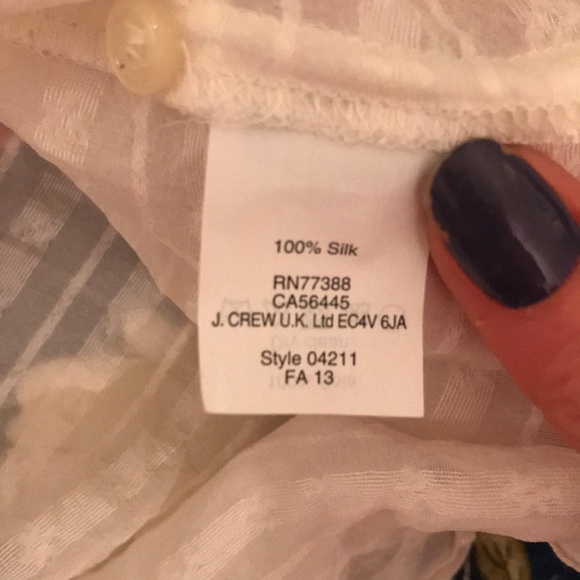 100% Silk
RN77388
CA56445
J. CREW U.K. Ltd EC4V 6JA
Style 04211
FA 13